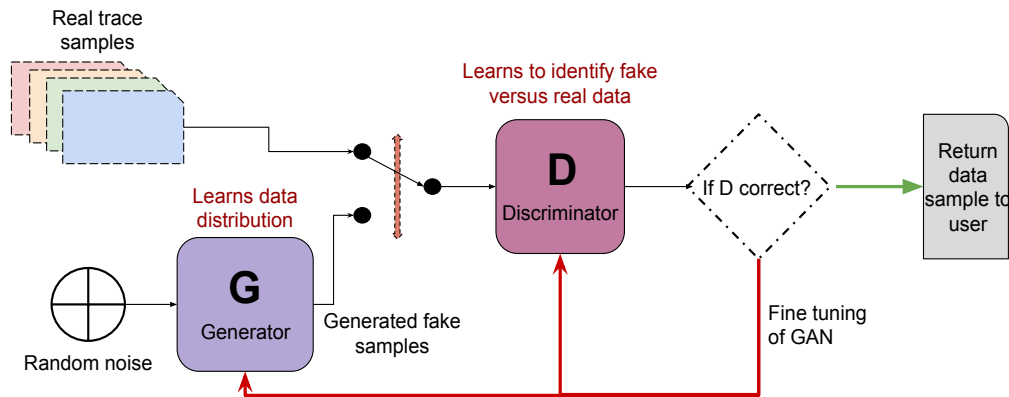 Real trace
samples
Learns to identify fake
versus real data
D
Discriminator
If D correct?
Return
data
sample to
user
Learns data
distribution
G
Generator
Generated fake
samples
Random noise
Fine tuning
of GAN